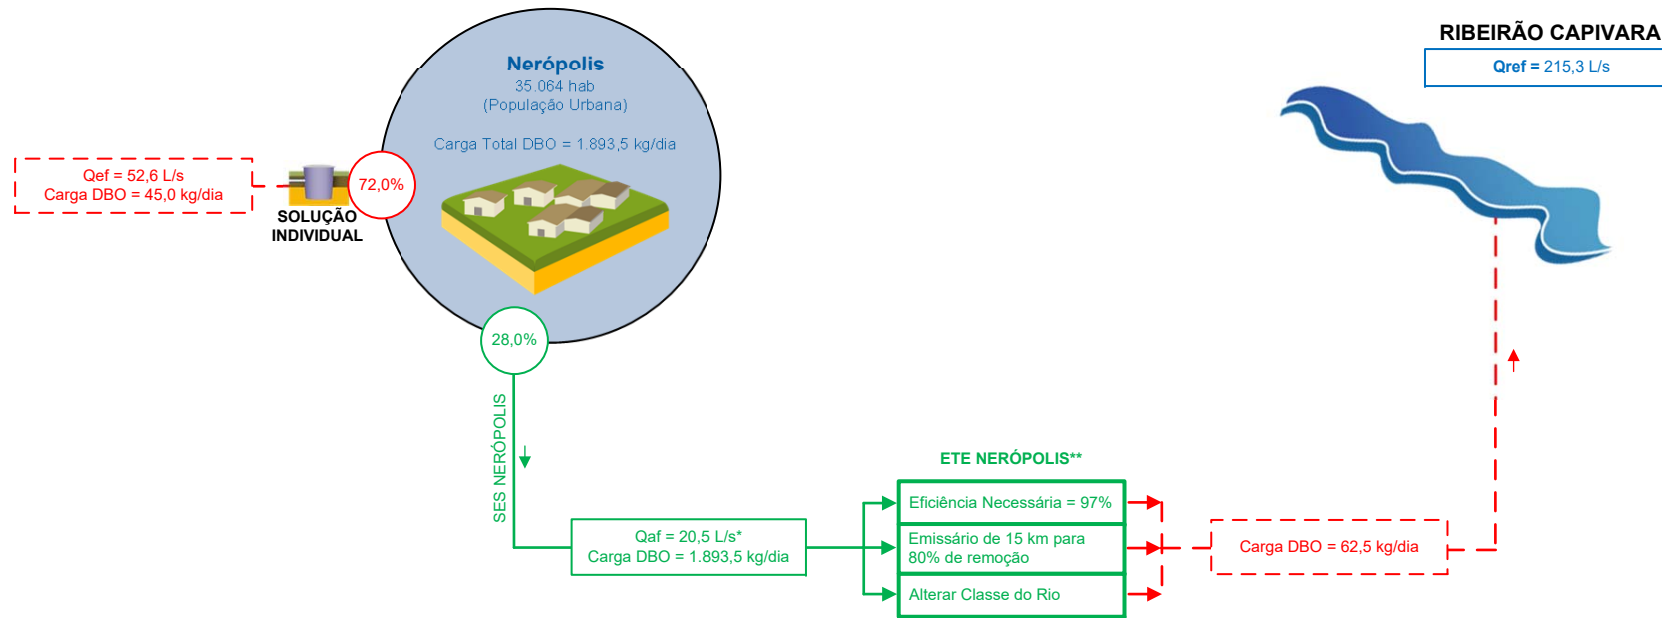 RIBEIRÃO CAPIVARA
Qref = 215,3 L/s
Nerópolis
35.064 hab
(População Urbana)
Carga Total DBO = 1.893,5 kg/dia
Qef = 52,6 L/s
Carga DBO = 45,0 kg/dia
72,0%
SOLUÇÃO
INDIVIDUAL
28,0%
SES NERÓPOLIS
ETE NERÓPOLIS**
Qaf = 20,5 L/s*
Carga DBO = 1.893,5 kg/dia
Eficiência Necessária = 97%
Emissário de 15 km para
80% de remoção
Alterar Classe do Rio
Carga DBO = 62,5 kg/dia